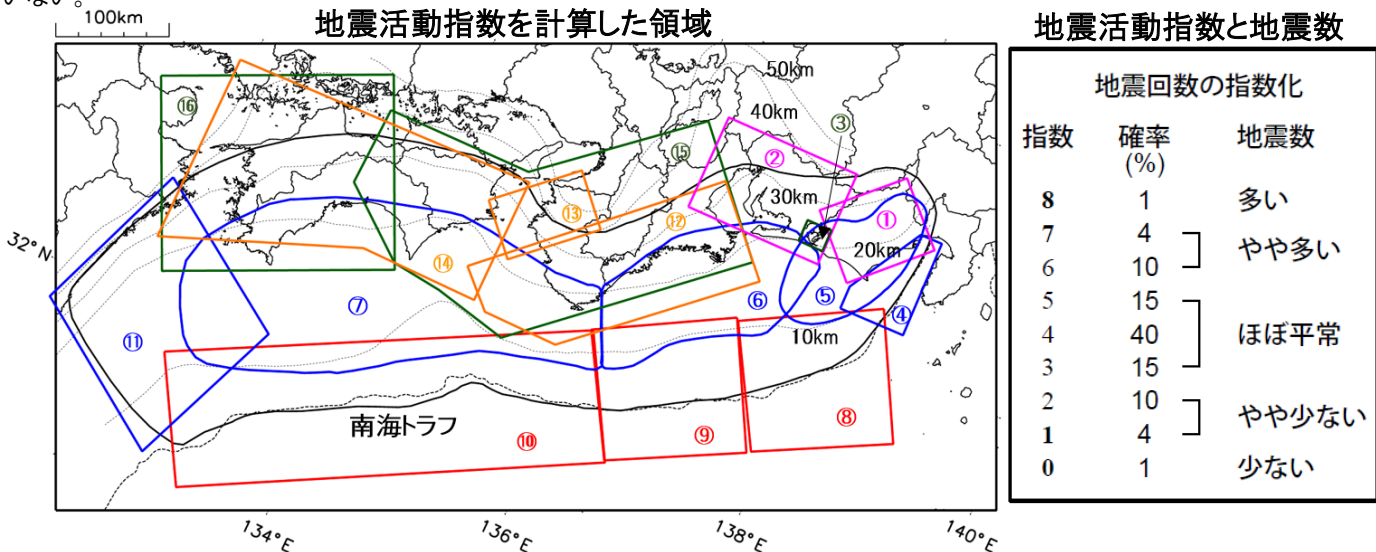 いない。
100km
地震活動指数を計算した領域
地震活動指数と地震数
50km
40km
30km
20km
10km
⑯
③
②
⑮
①
⑬
⑫
⑭
⑦
⑥
⑤
④
⑪
⑩
⑨
⑧
南海トラフ
32°N
134°E
136°E
138°E
140°E
地震回数の指数化
指数 確率 地震数
(%)
8 1 多い
7 4
やや多い
6 10
5 15
4 40 ほぼ平常
3 15
2 10
やや少ない
1 4
0 1 少ない